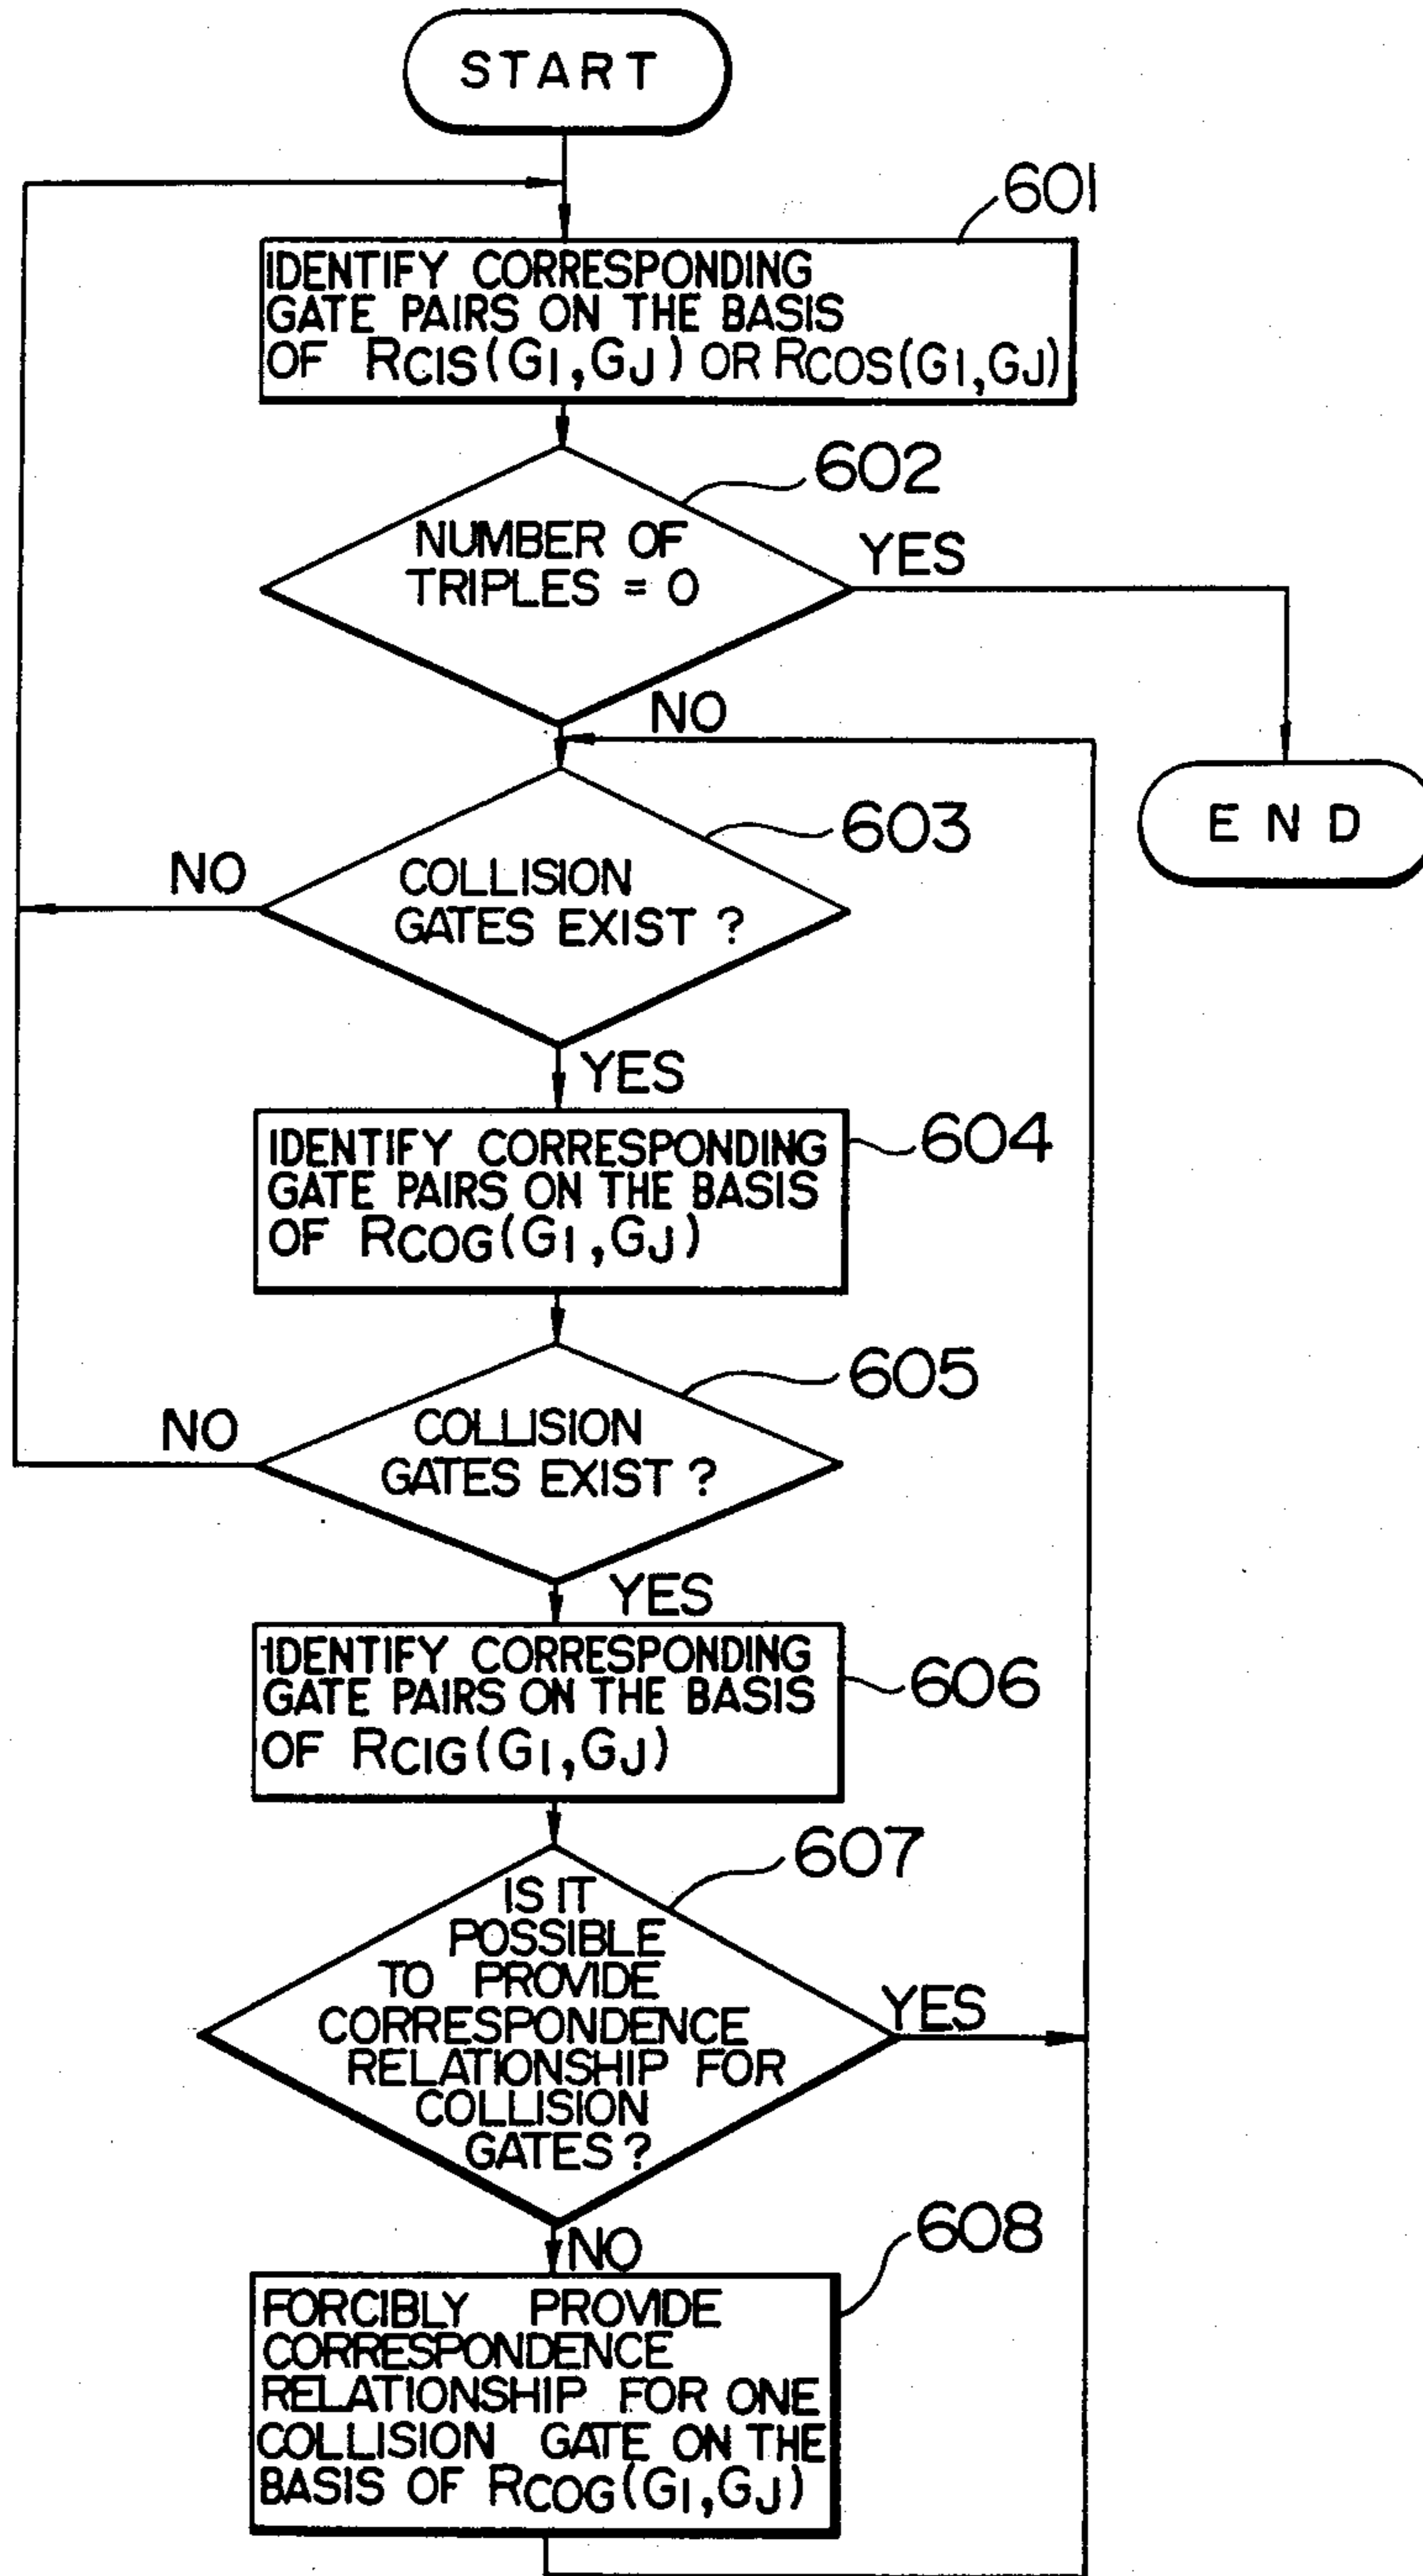 START
601
IDENTIFY CORRESPONDING
GATE PAIRS ON THE BASIS
OF RCIS(GI,GJ) OR RCOS(GI,GJ)
602
NUMBER OF
TRIPLES = 0
YES
NO
END
603
COLLISION
GATES EXIST ?
NO
YES
604
IDENTIFY CORRESPONDING
GATE PAIRS ON THE BASIS
OF RCOG(GI,GJ)
605
COLLISION
GATES EXIST ?
NO
YES
606
IDENTIFY CORRESPONDING
GATE PAIRS ON THE BASIS
OF RCIG(GI,GJ)
607
IS IT
POSSIBLE
TO PROVIDE
CORRESPONDENCE
RELATIONSHIP FOR
COLLISION
GATES ?
YES
NO
608
FORCIBLY PROVIDE
CORRESPONDENCE
RELATIONSHIP FOR ONE
COLLISION GATE ON THE
BASIS OF RCOG(GI,GJ)